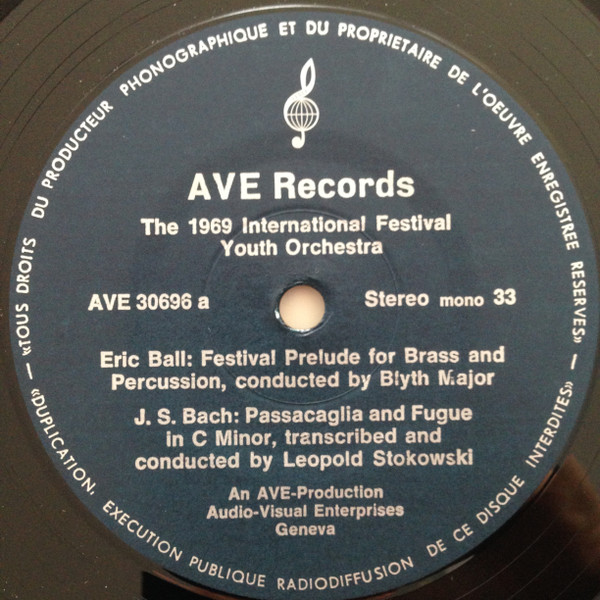 «TOUS DROITS DU PRODUCTEUR PHONOGRAPHIQUE ET DU PROPRIETAIRE DE L'OEUVRE ENREGISTREE RESERVES» —
AVE Records
The 1969 International Festival
Youth Orchestra
AVE 30696 a
Stereo mono 33
Eric Ball: Festival Prelude for Brass and
Percussion, conducted by Blyth Major
J. S. Bach: Passacaglia and Fugue
in C Minor, transcribed and
conducted by Leopold Stokowski
An AVE-Production
Audio-Visual Enterprises
Geneva
«DUPLICATION, EXECUTION PUBLIQUE RADIODIFFUSION DE CE DISQUE INTERDITES» —